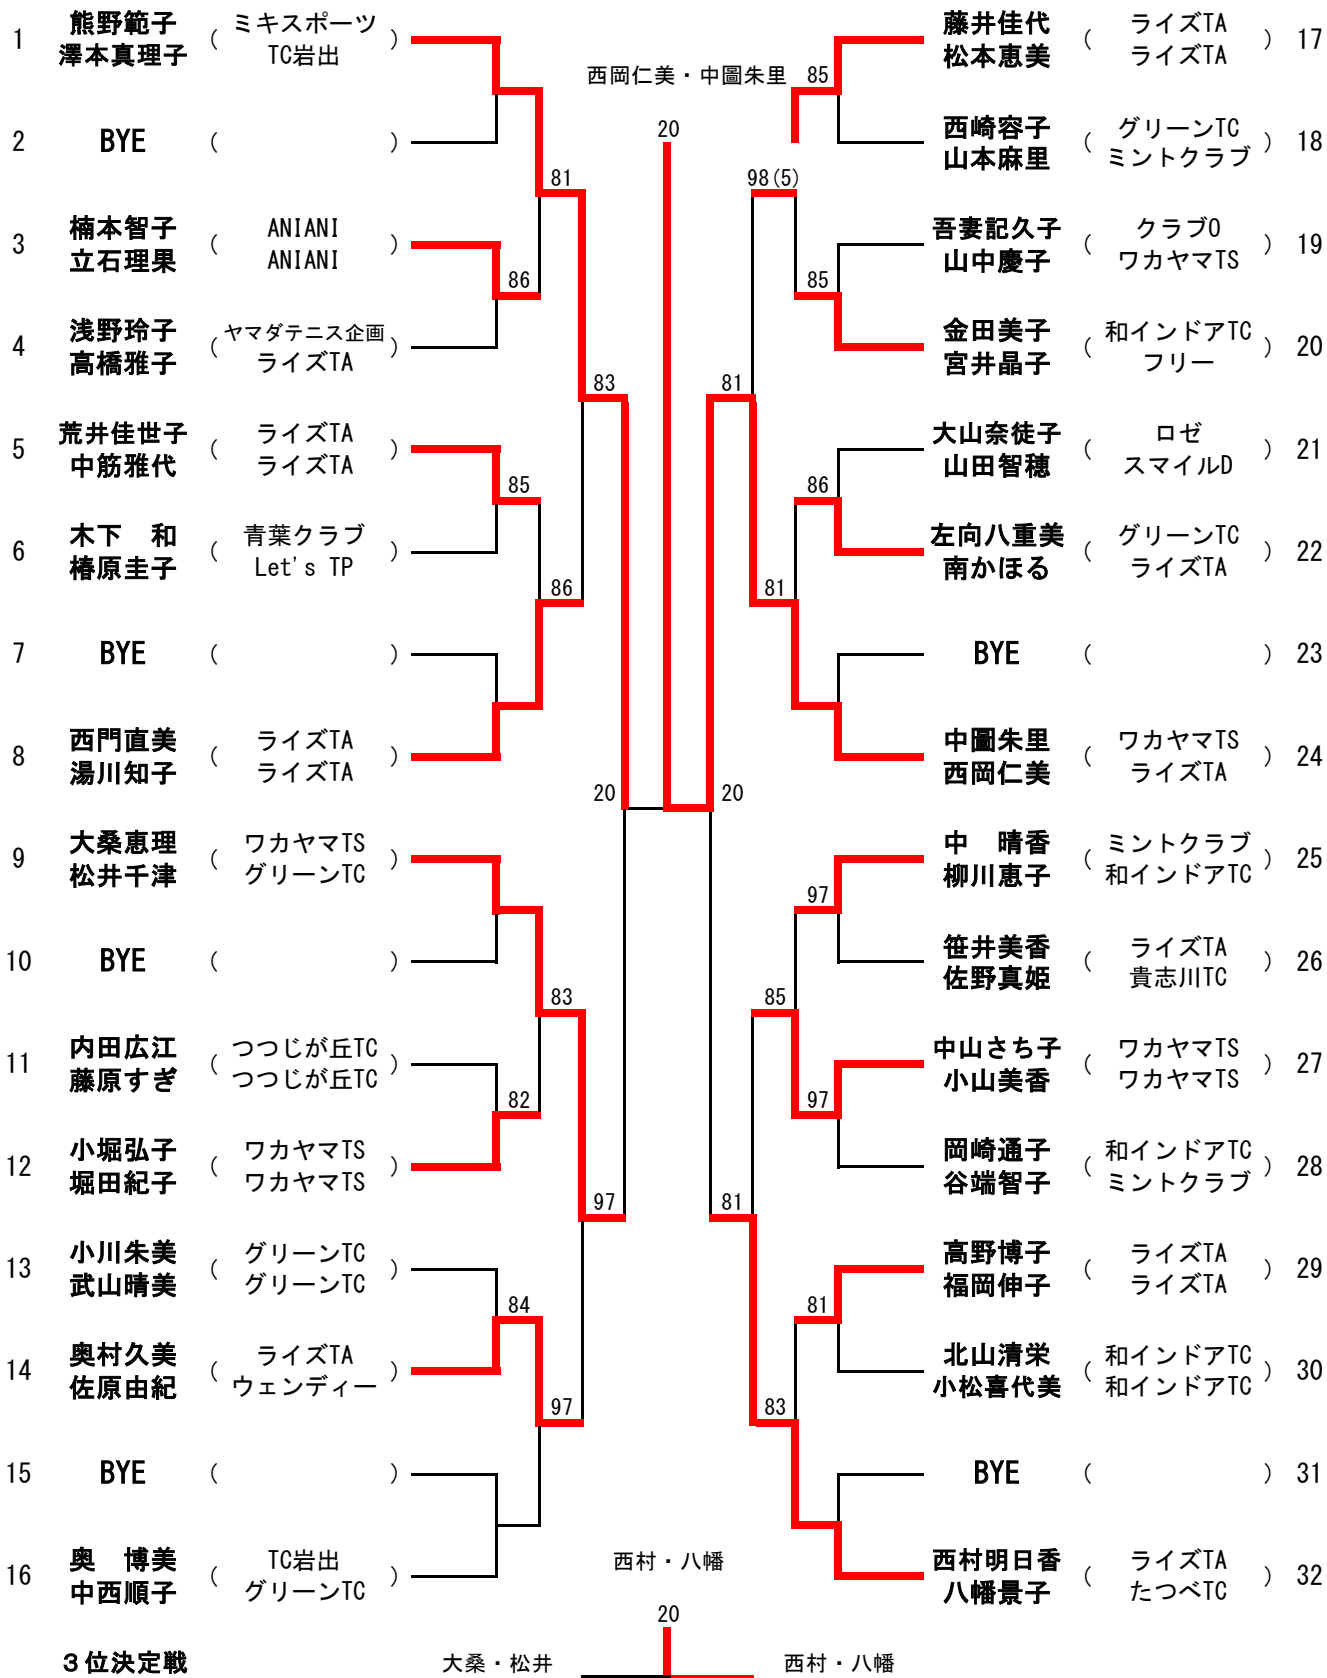 1 熊野範子 澤本真理子 ( ミキスポーツ TC岩出 )
2 BYE ( )
81
3 楠本智子 立石理果 ( ANIANI ANIANI )
86
4 浅野玲子 高橋雅子 ( ヤマダテニス企画 ライズTA )
83
5 荒井佳世子 中筋雅代 ( ライズTA ライズTA )
85
6 木下 和 椿原圭子 ( 青葉クラブ Let's TP )
86
7 BYE ( )
8 西門直美 湯川知子 ( ライズTA ライズTA )
20
9 大桑恵理 松井千津 ( ワカヤマTS グリーンTC )
10 BYE ( )
83
11 内田広江 藤原すぎ ( つつじが丘TC つつじが丘TC )
82
12 小堀弘子 堀田紀子 ( ワカヤマTS ワカヤマTS )
97
13 小川朱美 武山晴美 ( グリーンTC グリーンTC )
84
14 奥村久美 佐原由紀 ( ライズTA ウェンディー )
97
15 BYE ( )
16 奥 博美 中西順子 ( TC岩出 グリーンTC )
西岡仁美・中圖朱里
20
藤井佳代 松本恵美 ( ライズTA ライズTA ) 17
85
西崎容子 山本麻里 ( グリーンTC ミントクラブ ) 18
98(5)
吾妻記久子 山中慶子 ( クラブO ワカヤマTS ) 19
85
金田美子 宮井晶子 ( 和インドアTC フリー ) 20
81
大山奈徒子 山田智穂 ( ロゼ スマイルD ) 21
86
左向八重美 南かほる ( グリーンTC ライズTA ) 22
81
BYE ( ) 23
中圖朱里 西岡仁美 ( ワカヤマTS ライズTA ) 24
20
中 晴香 柳川恵子 ( ミントクラブ 和インドアTC ) 25
97
笹井美香 佐野真姫 ( ライズTA 貴志川TC ) 26
85
中山さち子 小山美香 ( ワカヤマTS ワカヤマTS ) 27
97
岡崎通子 谷端智子 ( 和インドアTC ミントクラブ ) 28
81
高野博子 福岡伸子 ( ライズTA ライズTA ) 29
81
北山清栄 小松喜代美 ( 和インドアTC 和インドアTC ) 30
83
BYE ( ) 31
西村明日香 八幡景子 ( ライズTA たつべTC ) 32
西村・八幡
20
3位決定戦 大桑・松井 西村・八幡